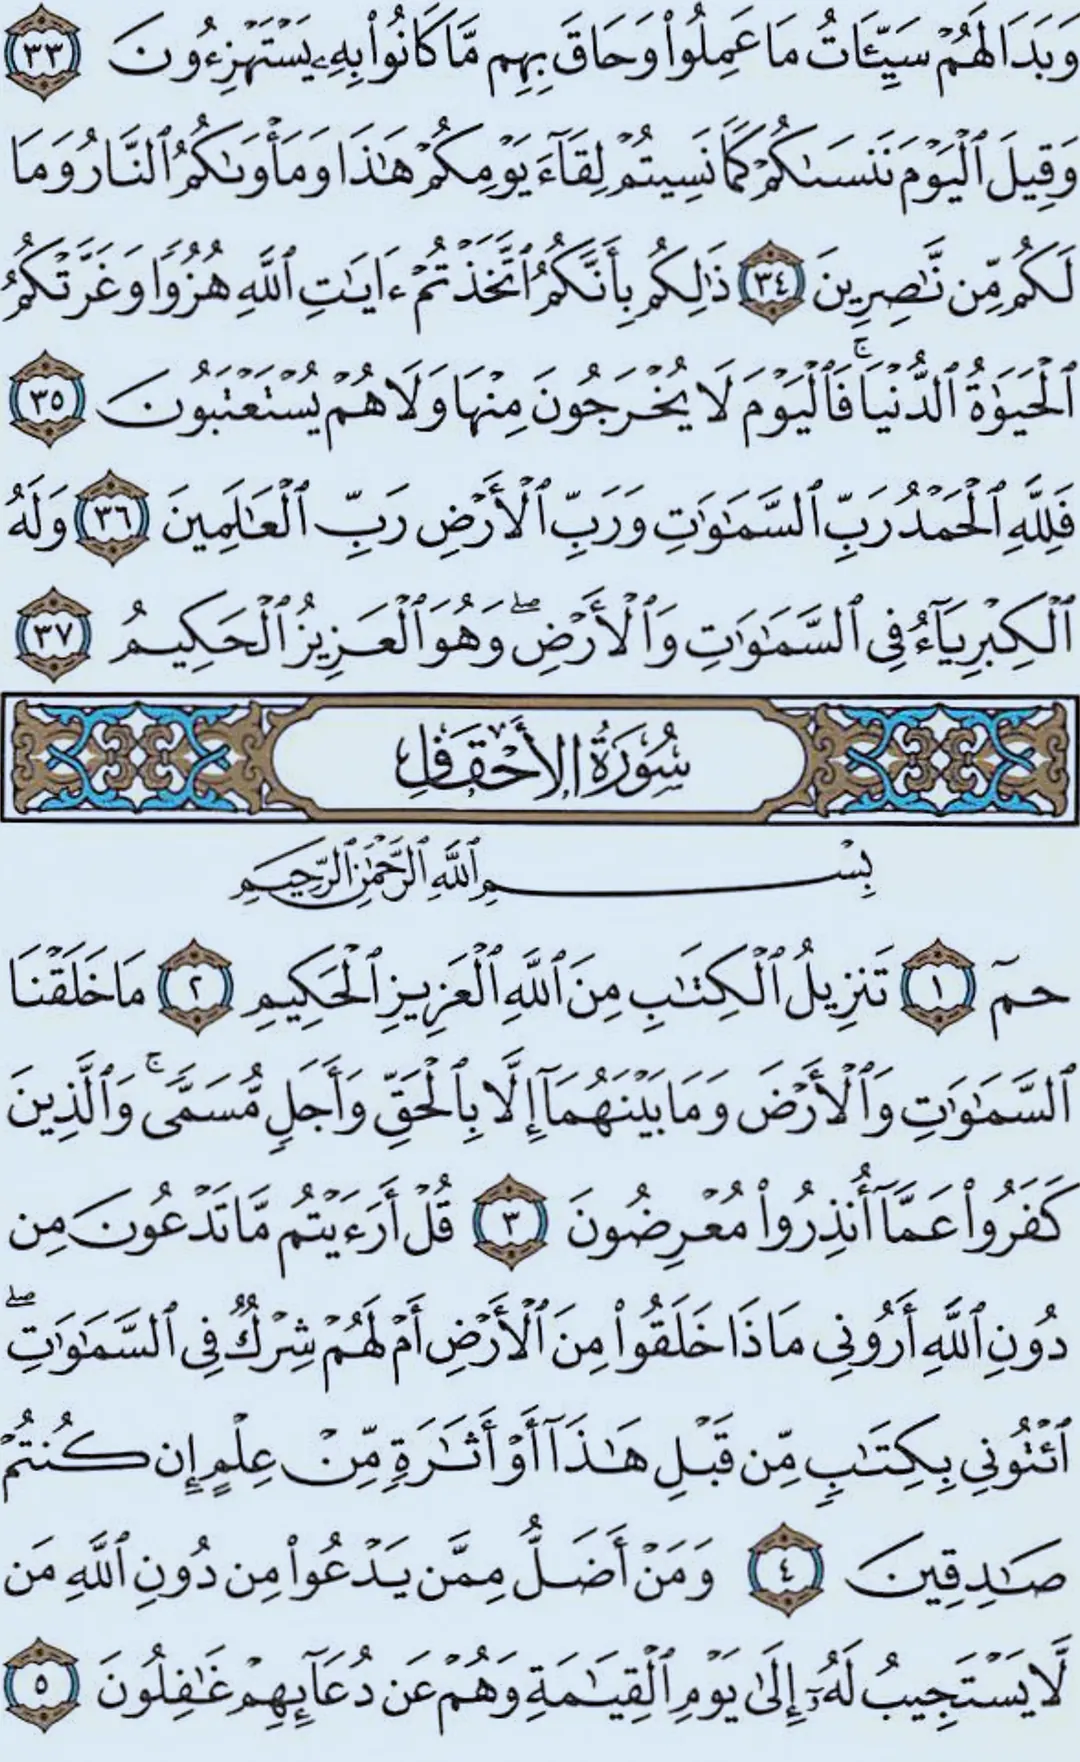 وَبَدَا لَهُمۡ سَيِّـَٔاتُ مَا عَمِلُواْ وَحَاقَ بِهِم مَّا كَانُواْ بِهِۦ يَسۡتَهۡزِءُونَ ٣٣
وَقِيلَ ٱلۡيَوۡمَ نَنسَىٰكُمۡ كَمَا نَسِيتُمۡ لِقَآءَ يَوۡمِكُمۡ هَٰذَا وَمَأۡوَىٰكُمُ ٱلنَّارُ وَمَا
لَكُم مِّن نَّٰصِرِينَ ٣٤ ذَٰلِكُم بِأَنَّكُمُ ٱتَّخَذۡتُمۡ ءَايَٰتِ ٱللَّهِ هُزُوٗا وَغَرَّتۡكُمُ
ٱلۡحَيَوٰةُ ٱلدُّنۡيَاۚ فَٱلۡيَوۡمَ لَا يُخۡرَجُونَ مِنۡهَا وَلَا هُمۡ يُسۡتَعۡتَبُونَ ٣٥
فَلِلَّهِ ٱلۡحَمۡدُ رَبِّ ٱلسَّمَٰوَٰتِ وَرَبِّ ٱلۡأَرۡضِ رَبِّ ٱلۡعَٰلَمِينَ ٣٦ وَلَهُ
ٱلۡكِبۡرِيَآءُ فِي ٱلسَّمَٰوَٰتِ وَٱلۡأَرۡضِۖ وَهُوَ ٱلۡعَزِيزُ ٱلۡحَكِيمُ ٣٧
سُورَةُ الأَحْقَافِ
بِسۡمِ ٱللَّهِ ٱلرَّحۡمَٰنِ ٱلرَّحِيمِ
حمٓ ١ تَنزِيلُ ٱلۡكِتَٰبِ مِنَ ٱللَّهِ ٱلۡعَزِيزِ ٱلۡحَكِيمِ ٢ مَا خَلَقۡنَا
ٱلسَّمَٰوَٰتِ وَٱلۡأَرۡضَ وَمَا بَيۡنَهُمَآ إِلَّا بِٱلۡحَقِّ وَأَجَلٖ مُّسَمّٗىۚ وَٱلَّذِينَ
كَفَرُواْ عَمَّآ أُنذِرُواْ مُعۡرِضُونَ ٣ قُلۡ أَرَءَيۡتُم مَّا تَدۡعُونَ مِن
دُونِ ٱللَّهِ أَرُونِي مَاذَا خَلَقُواْ مِنَ ٱلۡأَرۡضِ أَمۡ لَهُمۡ شِرۡكٞ فِي ٱلسَّمَٰوَٰتِۖ
ٱئۡتُونِي بِكِتَٰبٖ مِّن قَبۡلِ هَٰذَآ أَوۡ أَثَٰرَةٖ مِّنۡ عِلۡمٍ إِن كُنتُمۡ
صَٰدِقِينَ ٤ وَمَنۡ أَضَلُّ مِمَّن يَدۡعُواْ مِن دُونِ ٱللَّهِ مَن
لَّا يَسۡتَجِيبُ لَهُۥٓ إِلَىٰ يَوۡمِ ٱلۡقِيَٰمَةِ وَهُمۡ عَن دُعَآئِهِمۡ غَٰفِلُونَ ٥